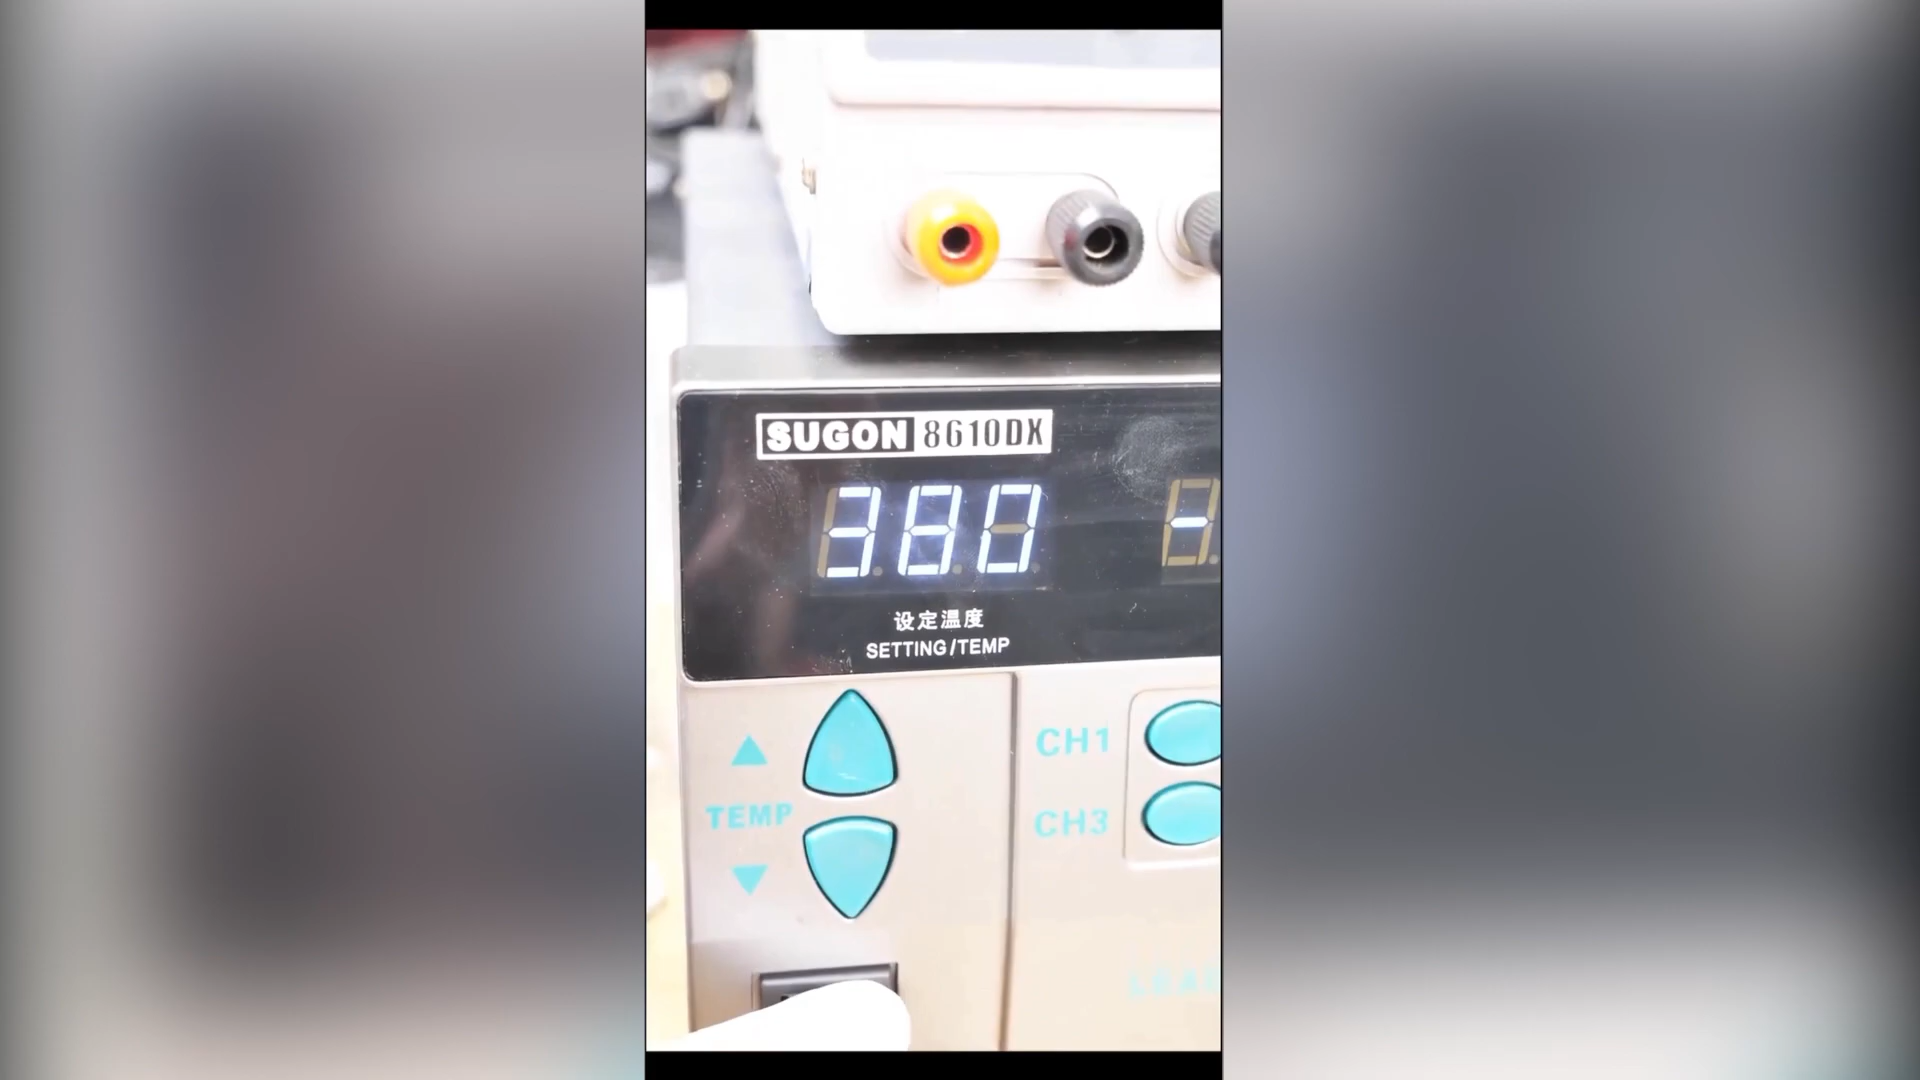 SUGON 8610DX
380
-
设定温度
SETTING/TEMP
▲
TEMP
▼
CH1
CH3